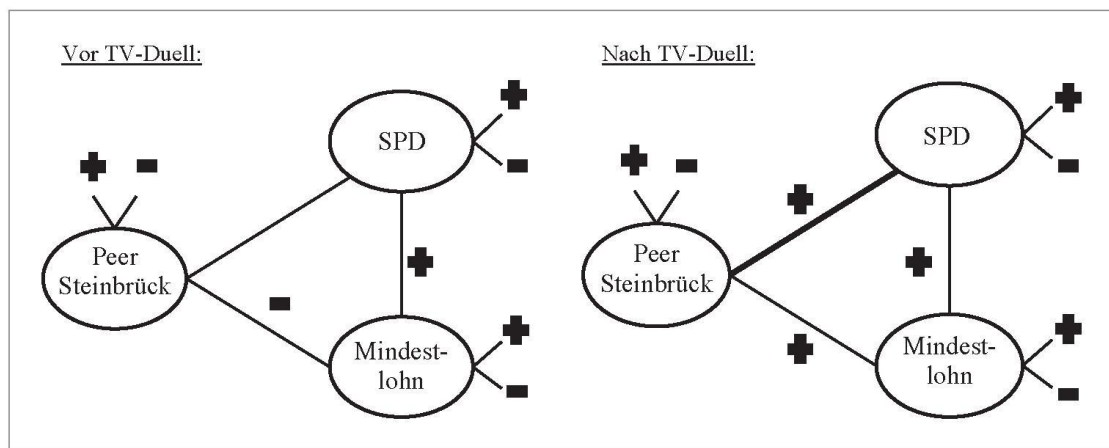 Vor TV-Duell:
SPD
Peer
Steinbrück
Mindest-
lohn
Nach TV-Duell:
SPD
Peer
Steinbrück
Mindest-
lohn